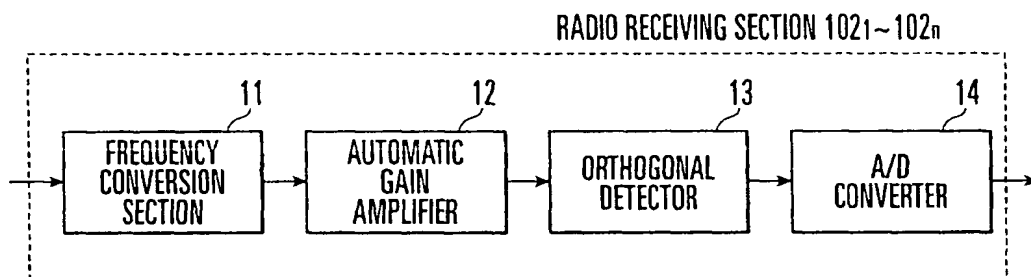 RADIO RECEIVING SECTION 1021~102n
11
12
13
14
FREQUENCY
CONVERSION
SECTION
AUTOMATIC
GAIN
AMPLIFIER
ORTHOGONAL
DETECTOR
A/D
CONVERTER